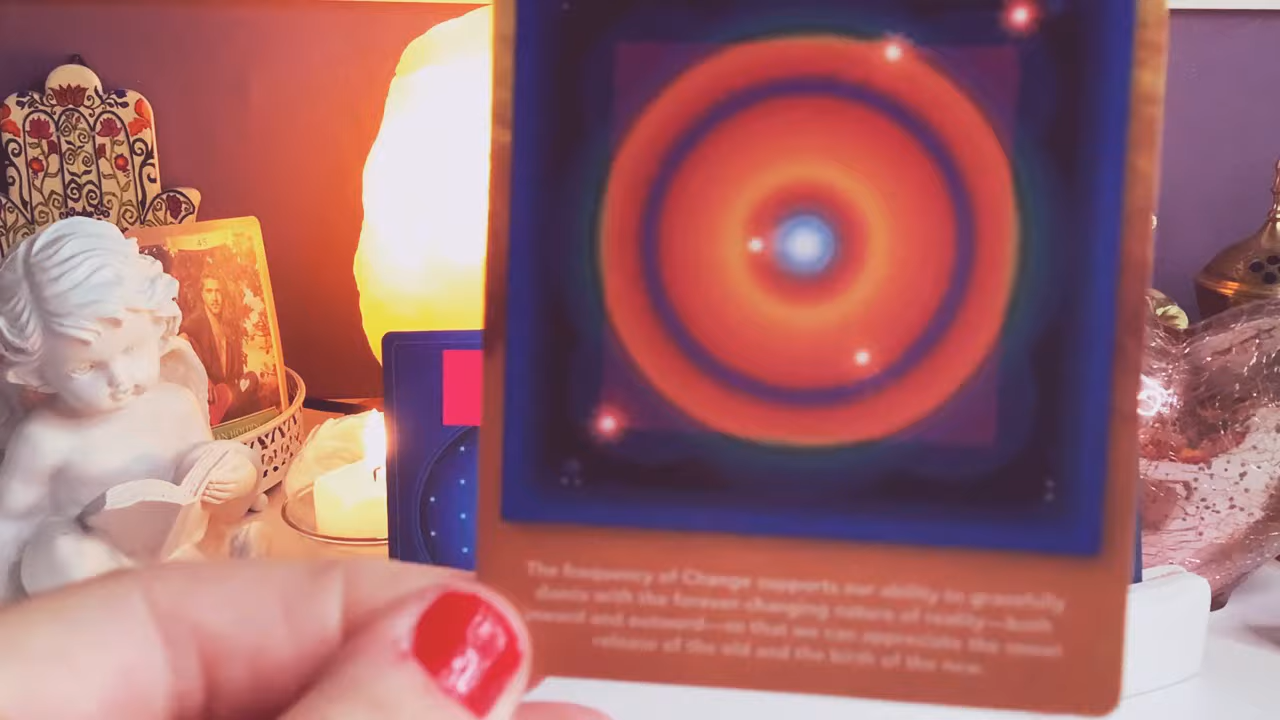 45
The frequency of Change supports our ability to gracefully
dance with the forever-changing nature of reality—both
inward and outward—so that we can appreciate the sweet
release of the old and the birth of the new.